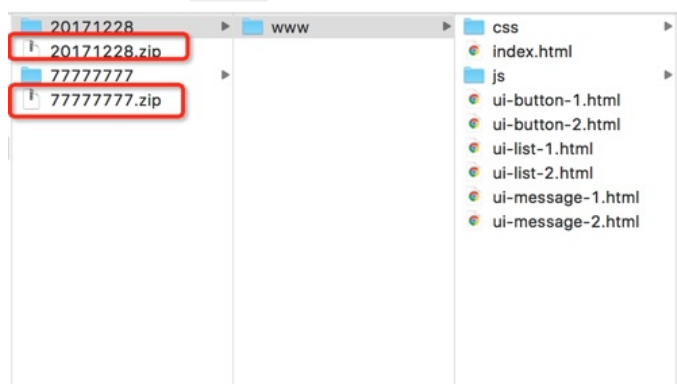 20171228
20171228.zip
77777777
77777777.zip
www
css
index.html
js
ui-button-1.html
ui-button-2.html
ui-list-1.html
ui-list-2.html
ui-message-1.html
ui-message-2.html